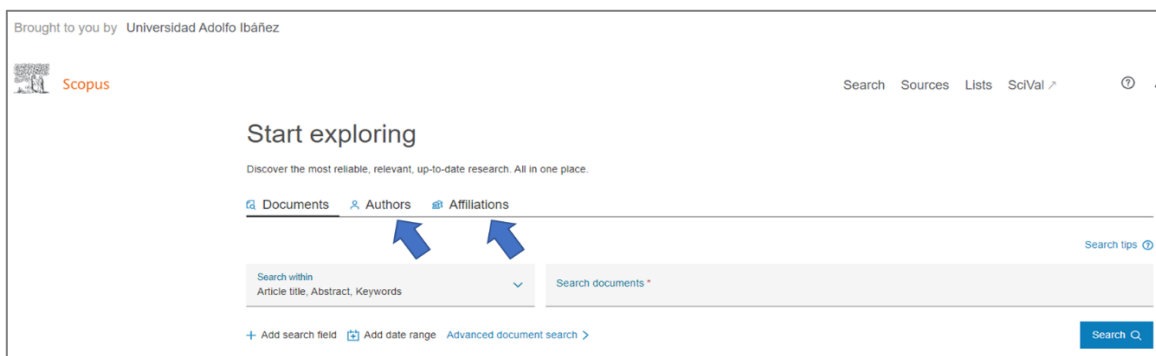 Brought to you by Universidad Adolfo Ibáñez
Scopus
Search Sources Lists SciVal
Start exploring
Discover the most reliable, relevant, up-to-date research. All in one place.
Documents Authors Affiliations
Search tips
Search within
Article title, Abstract, Keywords
Search documents *
Add search field Add date range Advanced document search
Search